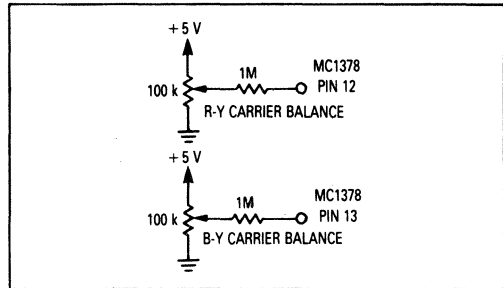 +5 V
1M
MC1378
PIN 12
100 k
R-Y CARRIER BALANCE
+5 V
1M
MC1378
PIN 13
100 k
B-Y CARRIER BALANCE